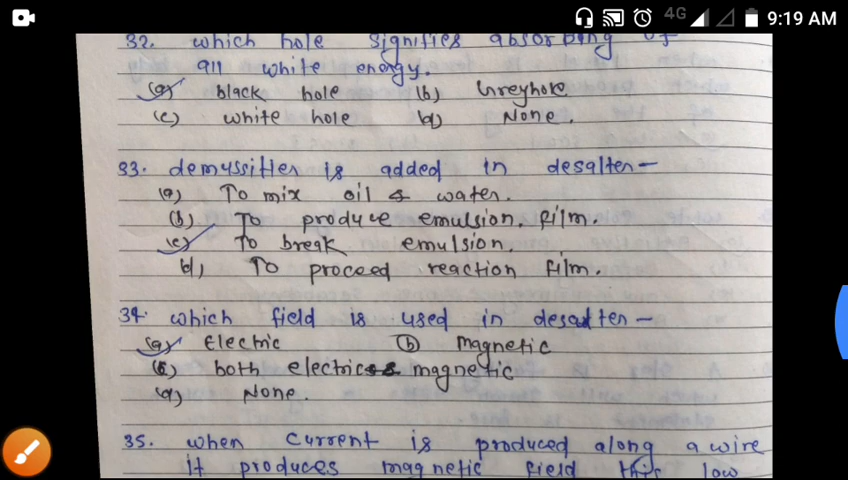 4G 9:19 AM
32. which hole signifies absorbing of
all white energy.
(a) black hole (b) Greyhole
(c) white hole (d) None.
33. demussifier is added in desalter-
(a) To mix oil & water.
(b) To produce emulsion, film.
(c) To break emulsion.
(d) To proceed reaction film.
34. which field is used in desalter-
(a) Electric (b) Magnetic
(c) both electric & magnetic
(d) None.
35. when current is produced along a wire
it produces magnetic field this low